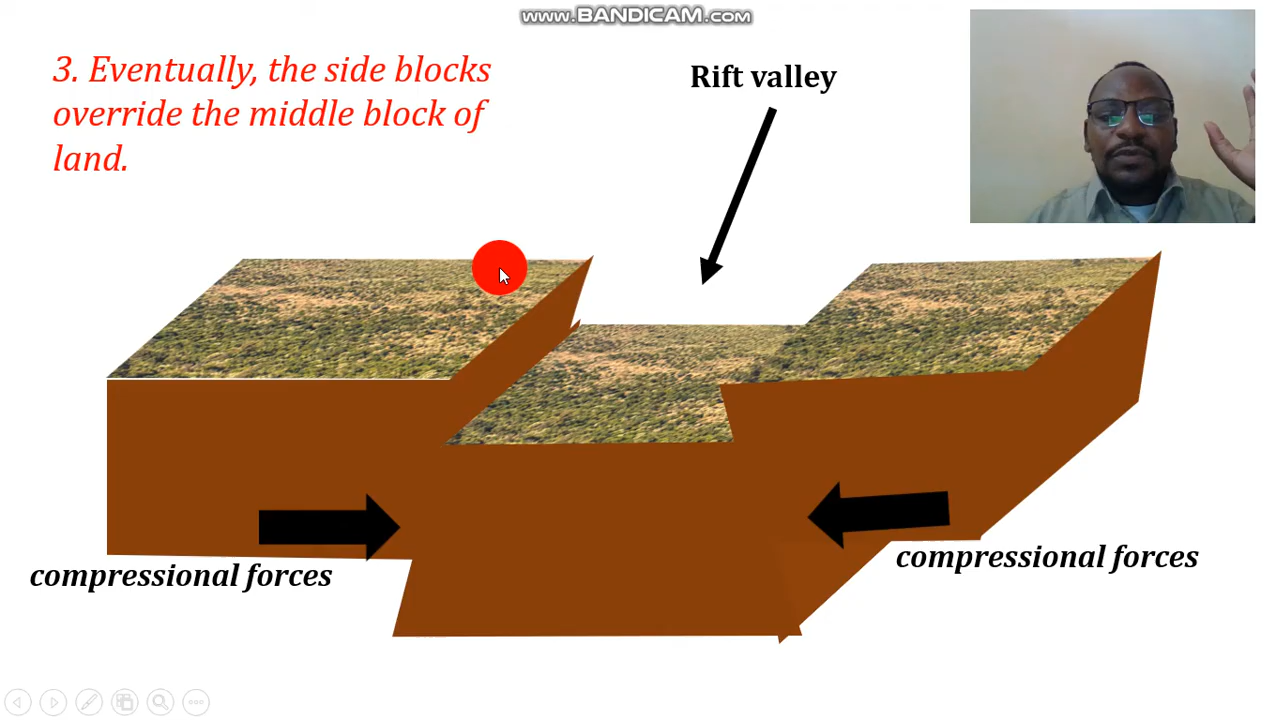 www.BANDICAM.com
3. Eventually, the side blocks
override the middle block of
land.
Rift valley
compressional forces
compressional forces